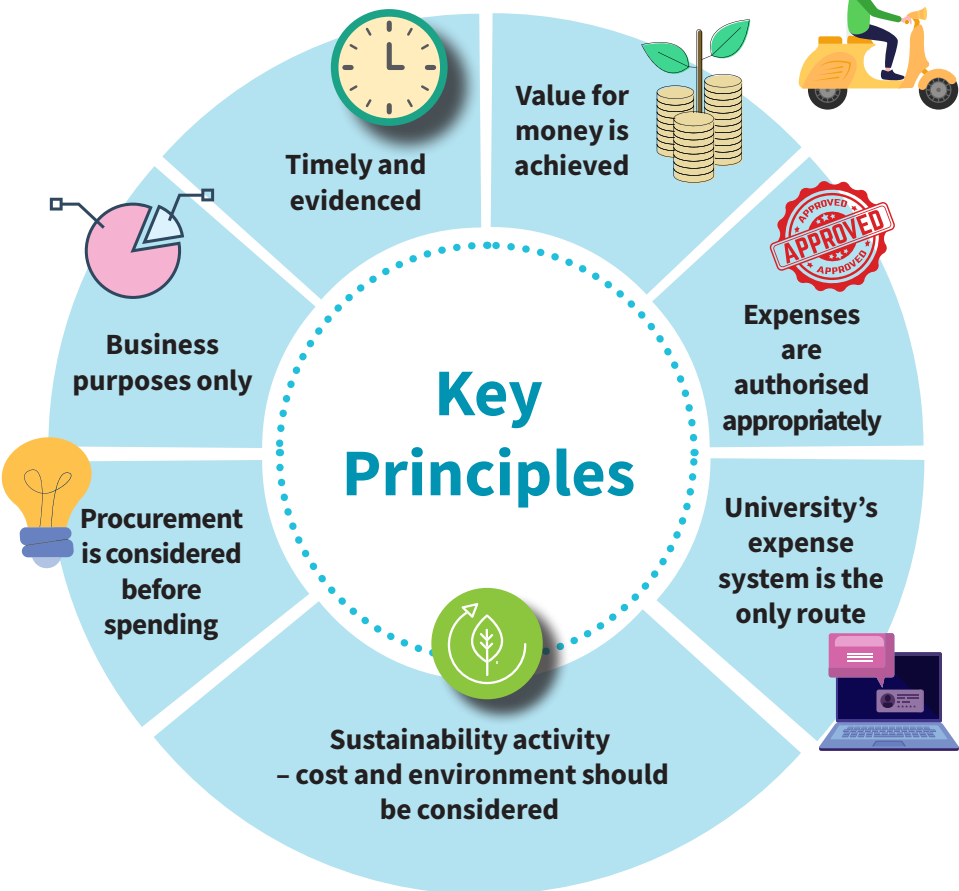 Timely and
evidenced
Value for
money is
achieved
APPROVED
APPROVED
APPROVED
Expenses
are
authorised
appropriately
Business
purposes only
Key
Principles
University’s
expense
system is the
only route
Procurement
is considered
before
spending
Sustainability activity
– cost and environment should
be considered